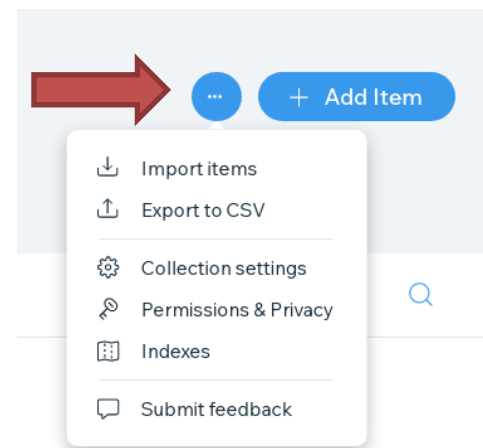 ... + Add Item
Import items
Export to CSV
Collection settings
Permissions & Privacy
Indexes
Submit feedback